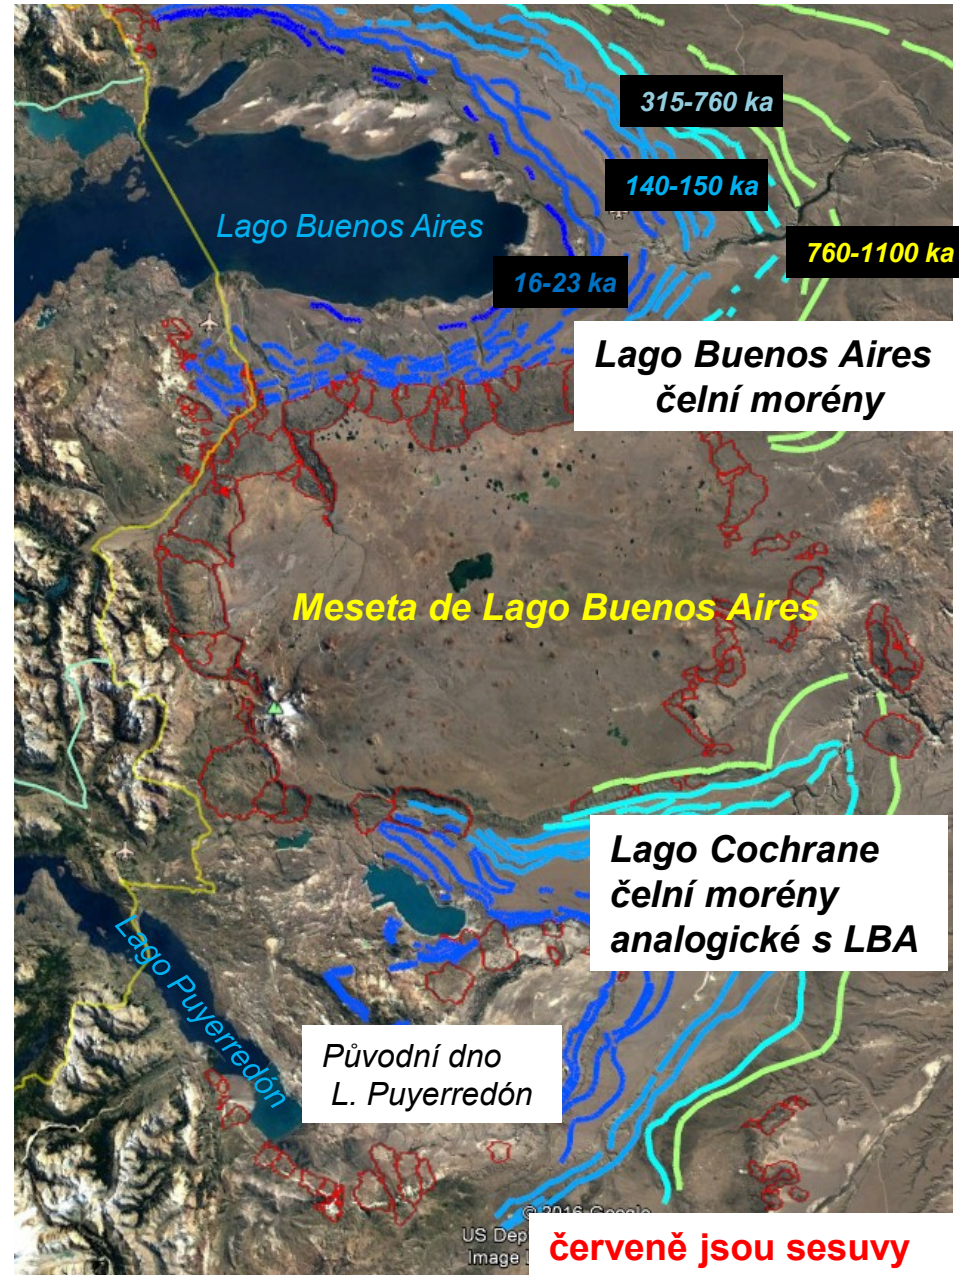 315-760 ka
140-150 ka
Lago Buenos Aires
760-1100 ka
16-23 ka
Lago Buenos Aires
čelní morény
Meseta de Lago Buenos Aires
Lago Cochrane
čelní morény
analogické s LBA
Lago Puyerredón
Původní dno
L. Puyerredón
© 2016 Google
US Dep
Image
červeně jsou sesuvy